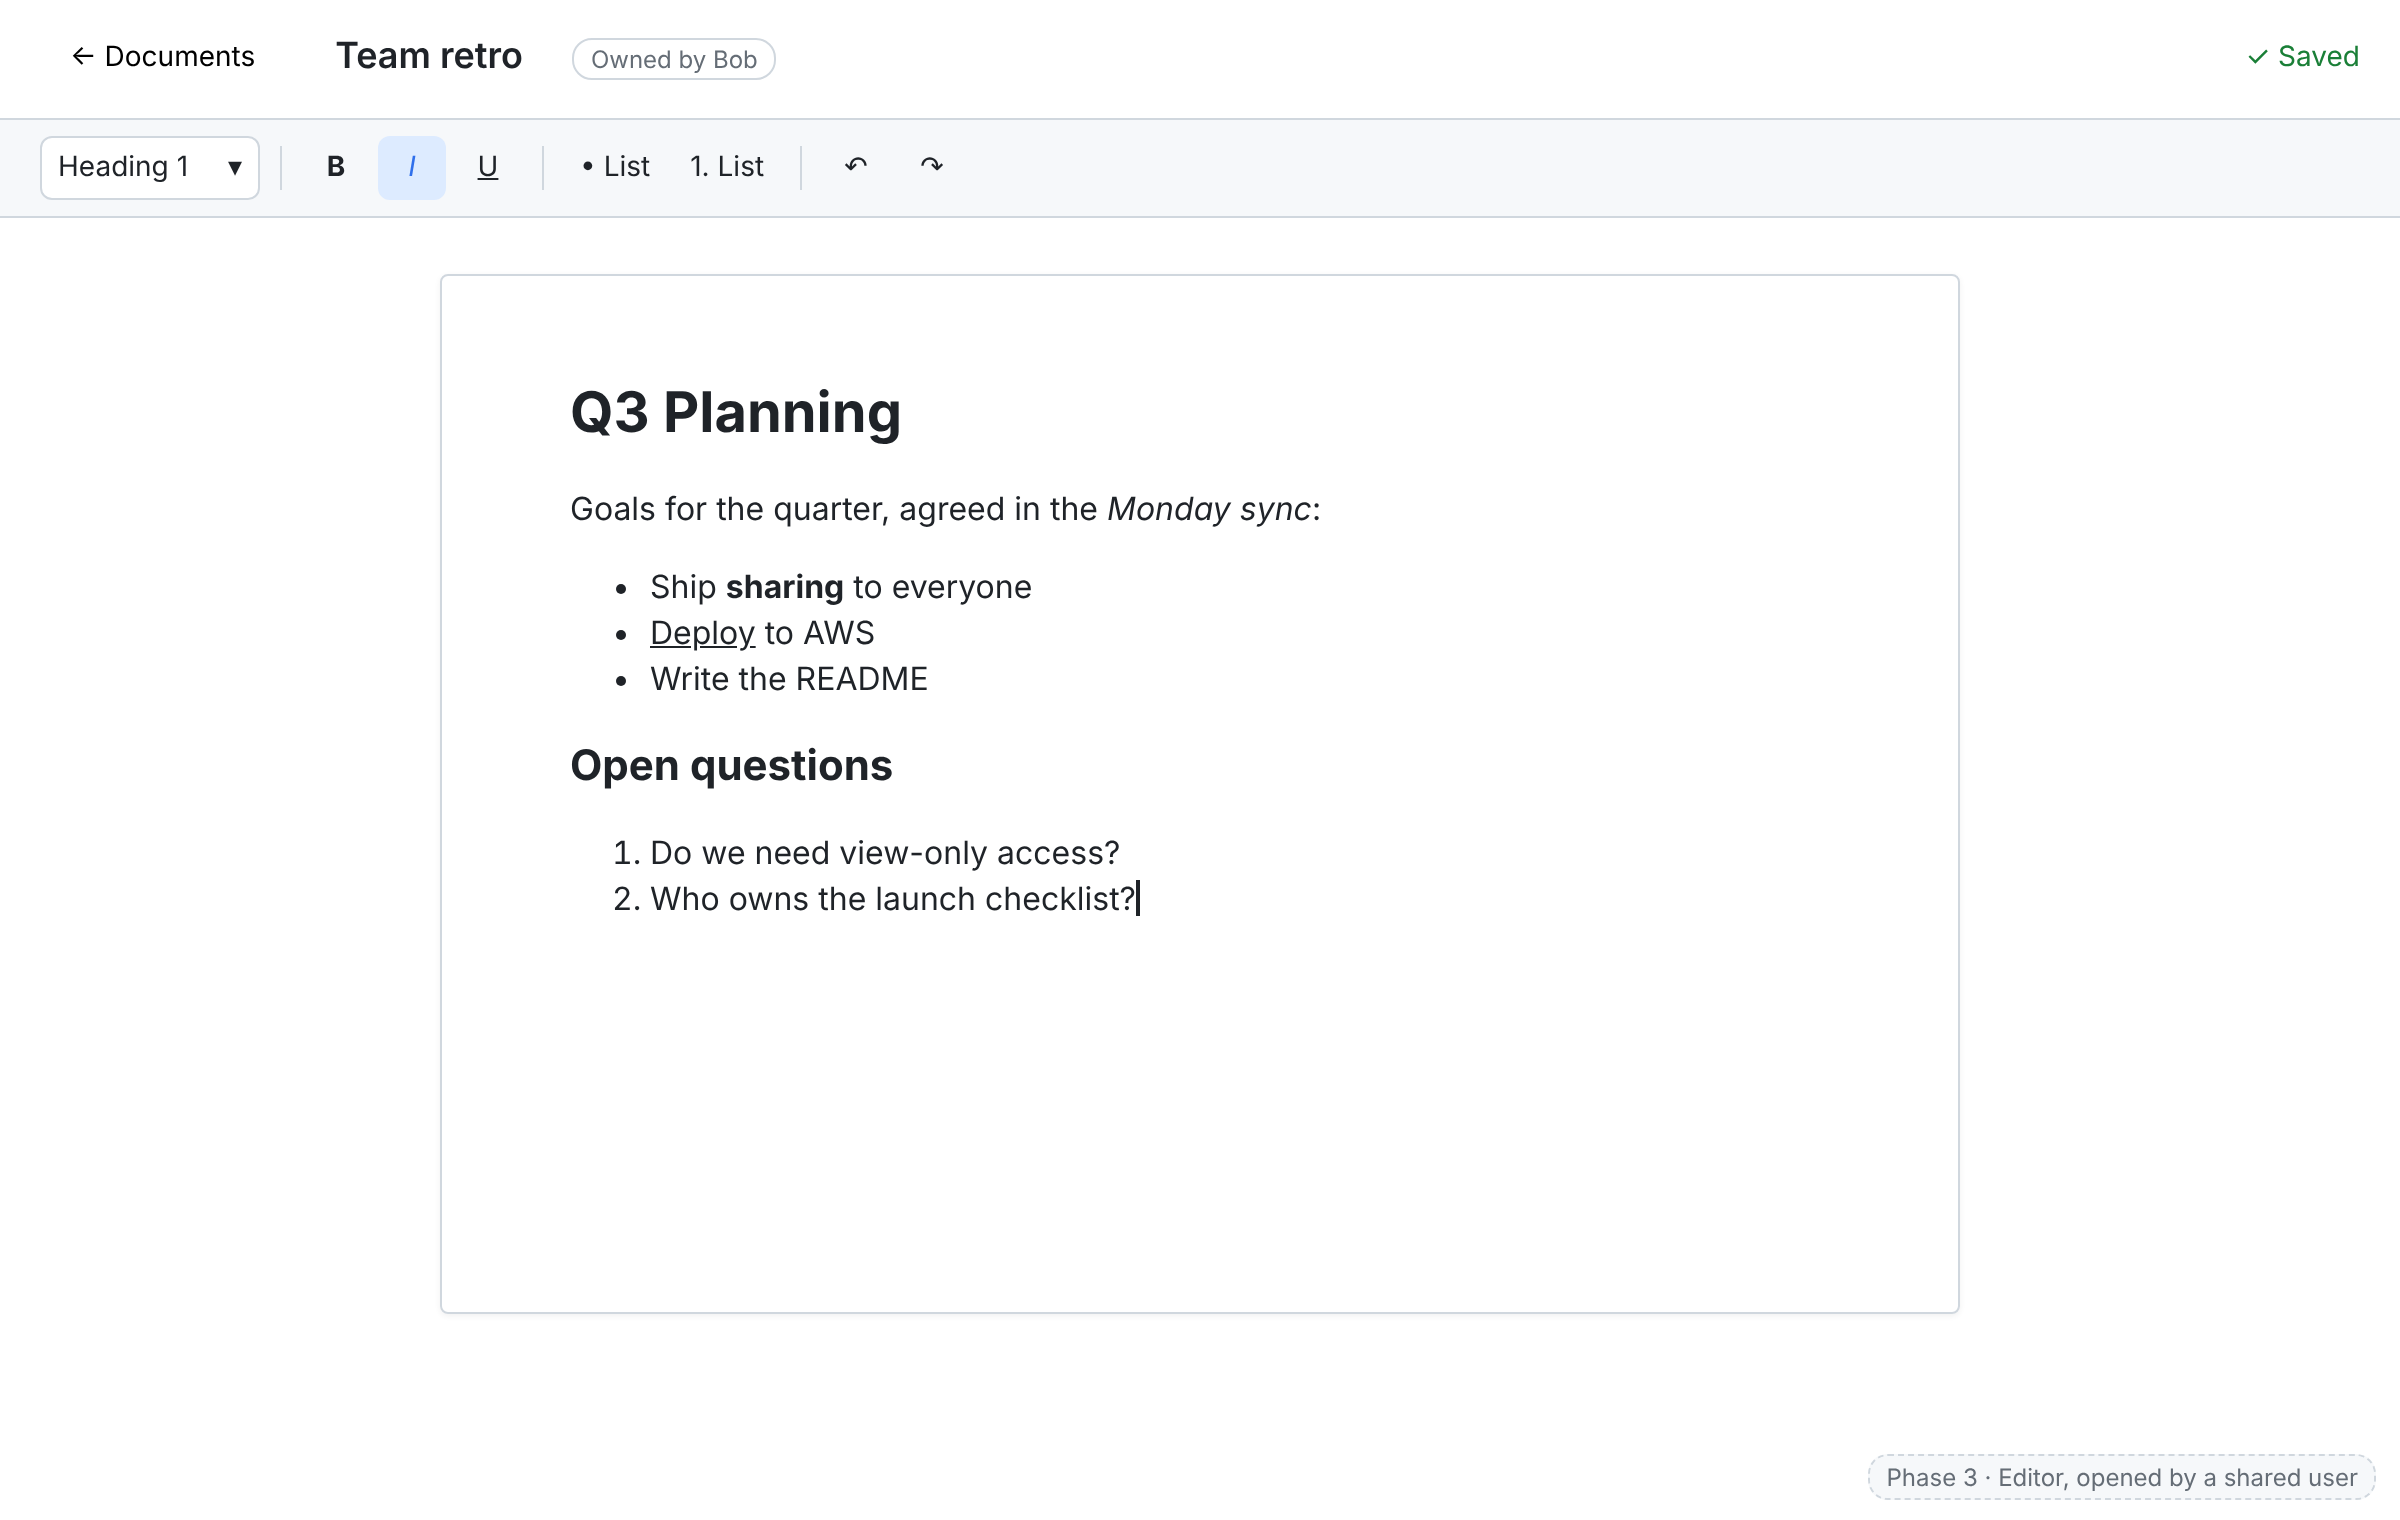 ← Documents
Team retro
Owned by Bob
✓ Saved
Heading 1 ▼
B
I
U
• List
1. List
↶
↷
Q3 Planning
Goals for the quarter, agreed in the Monday sync:
• Ship sharing to everyone
• Deploy to AWS
• Write the README
Open questions
1. Do we need view-only access?
2. Who owns the launch checklist?
Phase 3 · Editor, opened by a shared user